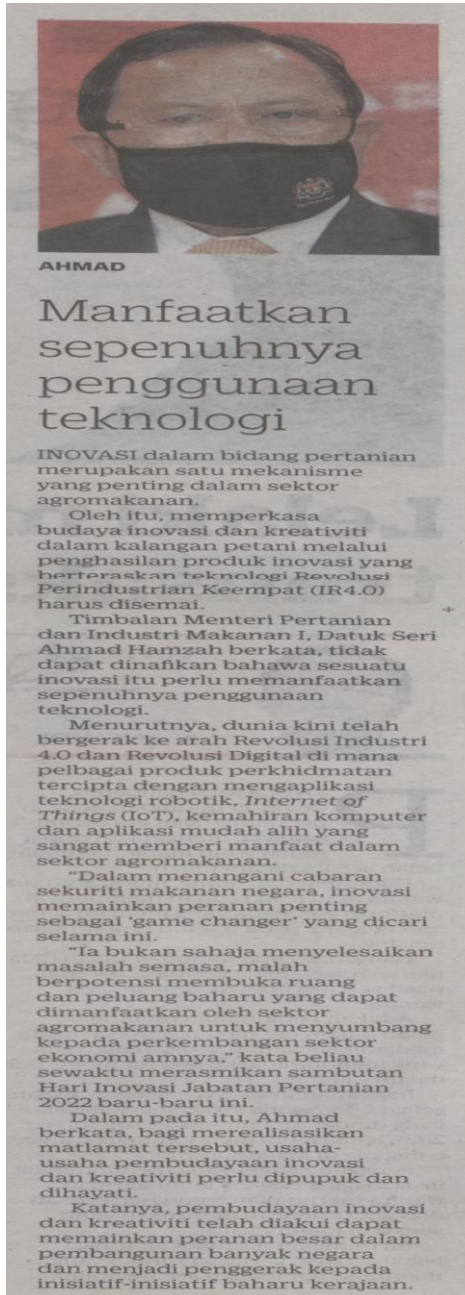 AHMAD
Manfaatkan
sepenuhnya
penggunaan
teknologi
INOVASI dalam bidang pertanian
merupakan satu mekanisme
yang penting dalam sektor
agromakanan.
Oleh itu, memperkasa
budaya inovasi dan kreativiti
dalam kalangan petani melalui
penghasilan produk inovasi yang
berteraskan teknologi Revolusi
Perindustrian Keempat (IR4.0)
harus disemai.
Timbalan Menteri Pertanian
dan Industri Makanan I, Datuk Seri
Ahmad Hamzah berkata, tidak
dapat dinafikan bahawa sesuatu
inovasi itu perlu memanfaatkan
sepenuhnya penggunaan
teknologi.
Menurutnya, dunia kini telah
bergerak ke arah Revolusi Industri
4.0 dan Revolusi Digital di mana
pelbagai produk perkhidmatan
tercipta dengan mengaplikasi
teknologi robotik, Internet of
Things (IoT), kemahiran komputer
dan aplikasi mudah alih yang
sangat memberi manfaat dalam
sektor agromakanan.
“Dalam menangani cabaran
sekuriti makanan negara, inovasi
memainkan peranan penting
sebagai ‘game changer’ yang dicari
selama ini.
“Ia bukan sahaja menyelesaikan
masalah semasa, malah
berpotensi membuka ruang
dan peluang baharu yang dapat
dimanfaatkan oleh sektor
agromakanan untuk menyumbang
kepada perkembangan sektor
ekonomi amnya,” kata beliau
sewaktu merasmikan sambutan
Hari Inovasi Jabatan Pertanian
2022 baru-baru ini.
Dalam pada itu, Ahmad
berkata, bagi merealisasikan
matlamat tersebut, usaha-
usaha pembudayaan inovasi
dan kreativiti perlu dipupuk dan
dihayati.
Katanya, pembudayaan inovasi
dan kreativiti telah diakui dapat
memainkan peranan besar dalam
pembangunan banyak negara
dan menjadi penggerak kepada
inisiatif-inisiatif baharu kerajaan.